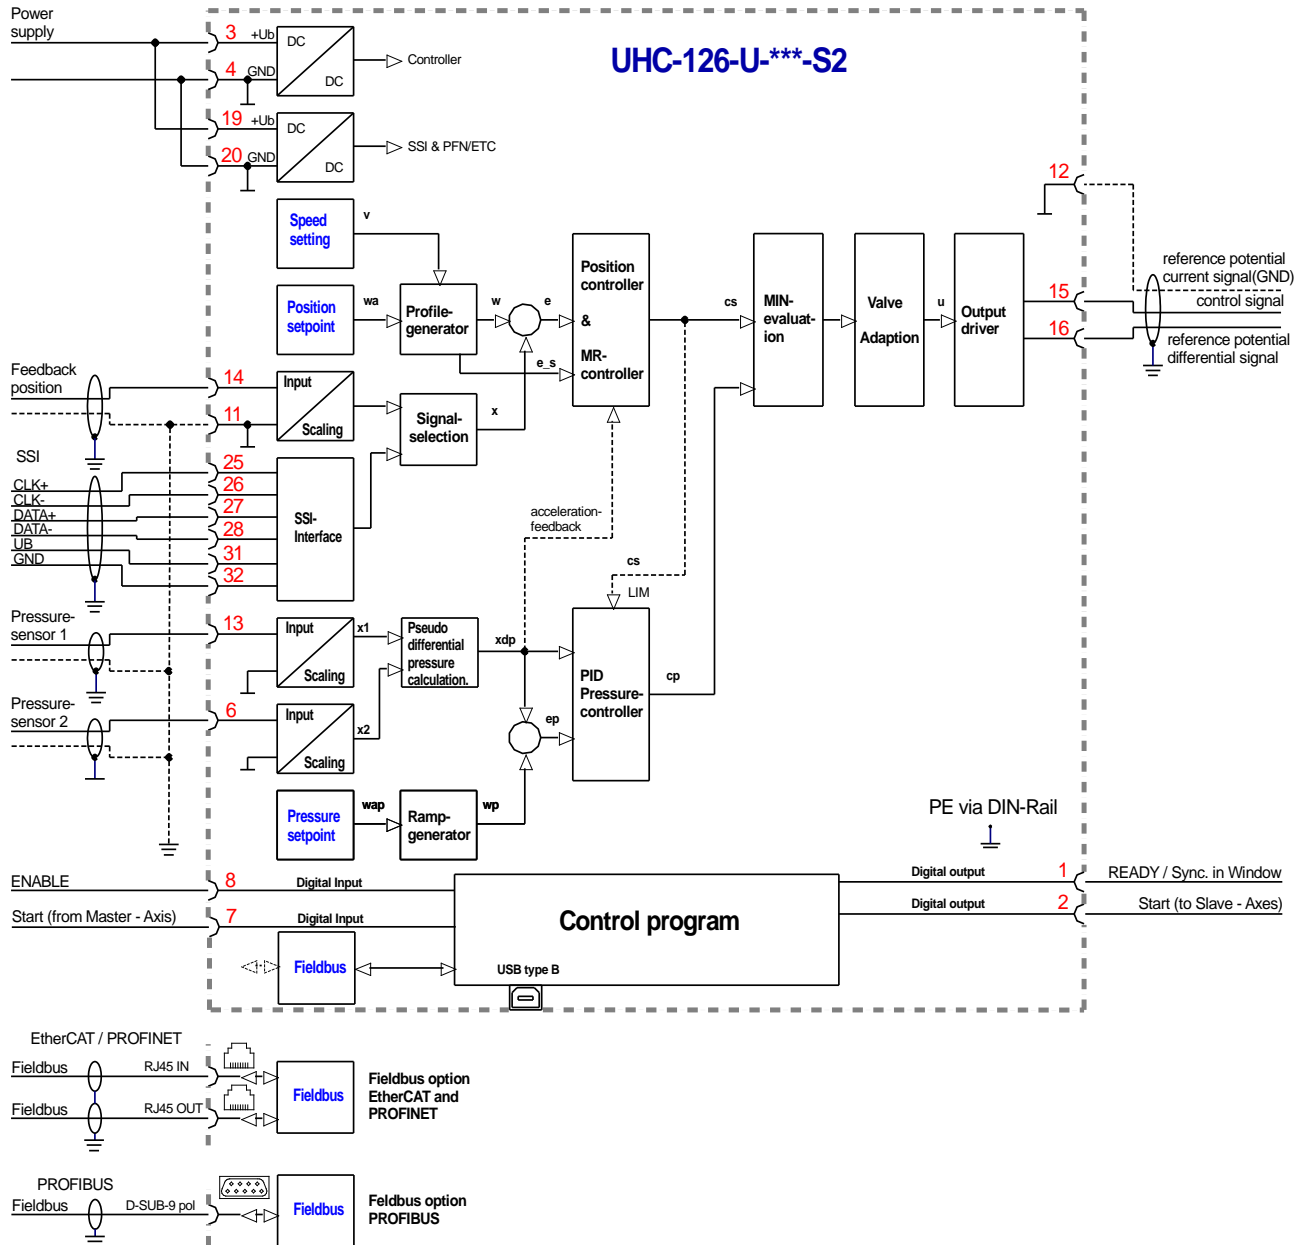 Power
supply
3 +Ub
DC
DC
Controller
UHC-126-U-***-S2
4 GND
19 +Ub
DC
DC
SSI & PFN/ETC
20 GND
12
Speed
setting
v
reference potential
current signal(GND)
control signal
reference potential
differential signal
15
16
Position
setpoint
wa
Profile-
generator
w
e
e_s
Position
controller
&
MR-
controller
cs
MIN-
evaluat-
ion
Valve
Adaption
u
Output
driver
Feedback
position
14
11
Input
Scaling
Signal-
selection
x
SSI
CLK+
CLK-
DATA+
DATA-
UB
GND
25
26
27
28
31
32
SSI-
Interface
acceleration-
feedback
cs
LIM
Pressure-
sensor 1
13
Input
Scaling
x1
Pseudo
differential
pressure
calculation.
xdp
PID
Pressure-
controller
cp
Pressure-
sensor 2
6
Input
Scaling
x2
ep
Pressure
setpoint
wap
Ramp-
generator
wp
PE via DIN-Rail
ENABLE
8
Digital Input
Start (from Master - Axis)
7
Digital Input
Control program
Digital output
1
READY / Sync. in Window
Digital output
2
Start (to Slave - Axes)
Fieldbus
USB type B
EtherCAT / PROFINET
Fieldbus
RJ45 IN
Fieldbus
RJ45 OUT
Fieldbus
Fieldbus option
EtherCAT and
PROFINET
PROFIBUS
Fieldbus
D-SUB-9 pol
Fieldbus
Feldbus option
PROFIBUS